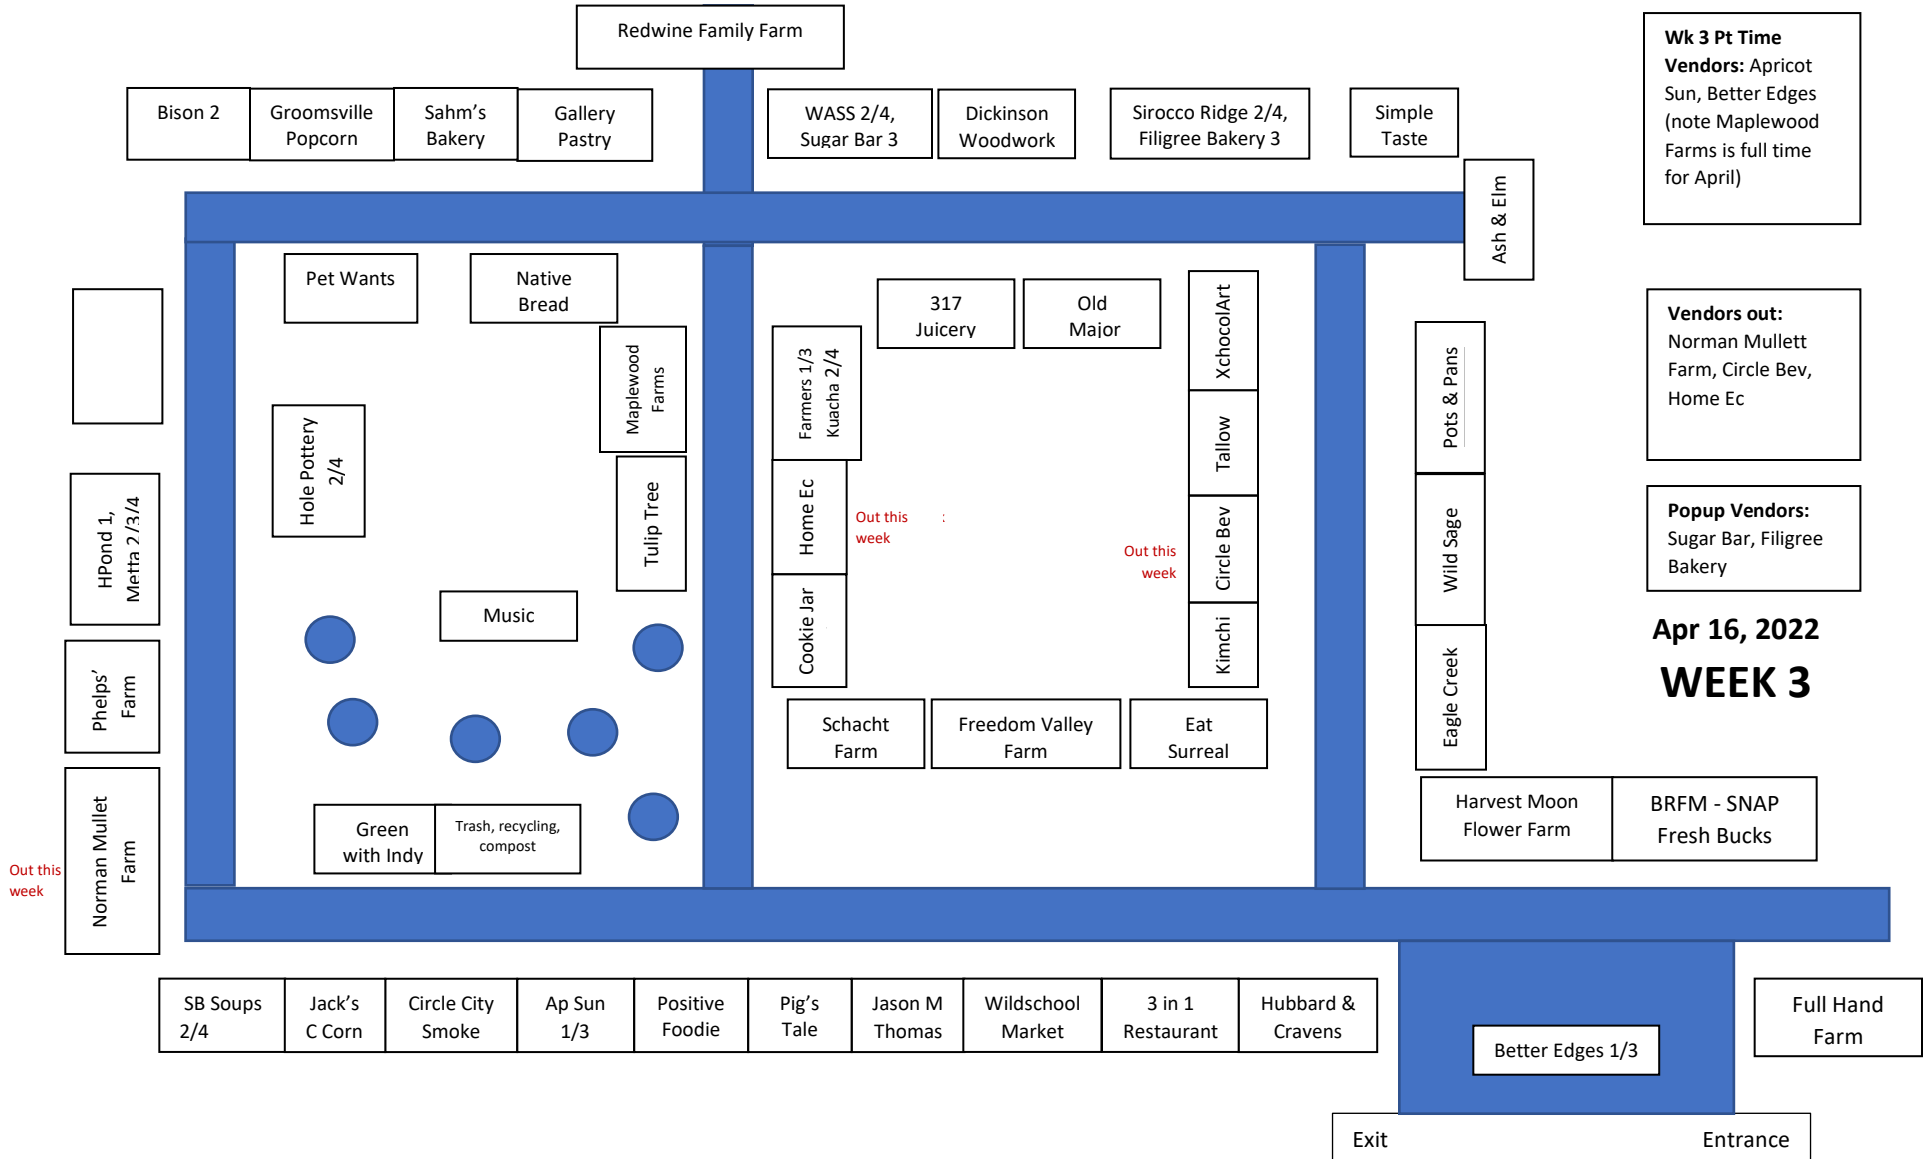 Redwine Family Farm
Bison 2
Groomsville
Popcorn
Sahm's
Bakery
Gallery
Pastry
WASS 2/4,
Sugar Bar 3
Dickinson
Woodwork
Sirocco Ridge 2/4,
Filigree Bakery 3
Simple
Taste
Ash & Elm
Wk 3 Pt Time
Vendors: Apricot
Sun, Better Edges
(note Maplewood
Farms is full time
for April)
Pet Wants
Native
Bread
Maplewood
Farms
Hole Pottery
2/4
Tulip Tree
Music
Farmers 1/3
Kuacha 2/4
Home Ec
Out this
week
Cookie Jar
317
Juicery
Old
Major
XchocolArt
Tallow
Circle Bev
Out this
week
Kimchi
Pots & Pans
Wild Sage
Eagle Creek
Vendors out:
Norman Mullett
Farm, Circle Bev,
Home Ec
Popup Vendors:
Sugar Bar, Filigree
Bakery
Apr 16, 2022
WEEK 3
HPond 1,
Metta 2/3/4
Phelps'
Farm
Norman Mullet
Farm
Out this
week
Schacht
Farm
Freedom Valley
Farm
Eat
Surreal
Green
with Indy
Trash, recycling,
compost
Harvest Moon
Flower Farm
BRFM - SNAP
Fresh Bucks
SB Soups
2/4
Jack's
C Corn
Circle City
Smoke
Ap Sun
1/3
Positive
Foodie
Pig's
Tale
Jason M
Thomas
Wildschool
Market
3 in 1
Restaurant
Hubbard &
Cravens
Better Edges 1/3
Full Hand
Farm
Exit
Entrance